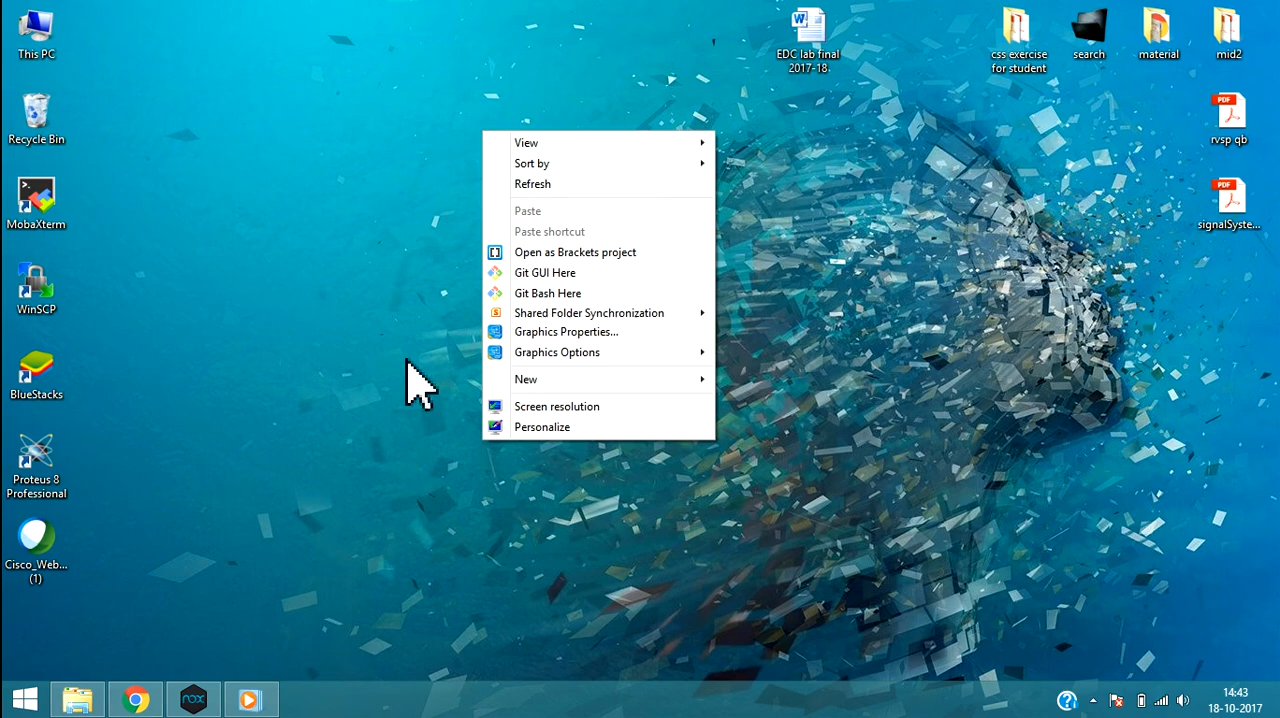 This PC
Recycle Bin
MobaXterm
WinSCP
BlueStacks
Proteus 8
Professional
Cisco_Web...
(1)
EDC lab final
2017-18-
css exercise
for student
search
material
mid2
PDF
rvsp qb
PDF
signalSyste...
View
Sort by
Refresh
Paste
Paste shortcut
Open as Brackets project
Git GUI Here
Git Bash Here
Shared Folder Synchronization
Graphics Properties...
Graphics Options
New
Screen resolution
Personalize
nox
14:43
18-10-2017